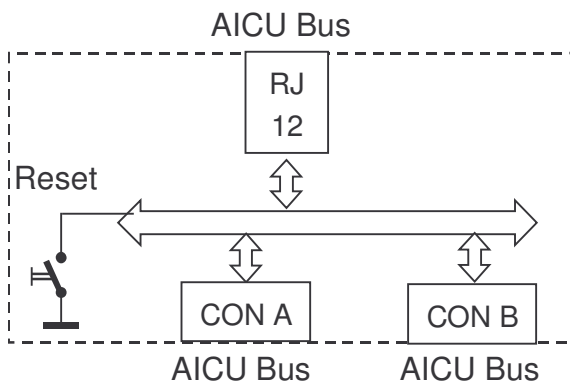 AICU Bus
RJ
12
Reset
CON A
CON B
AICU Bus
AICU Bus